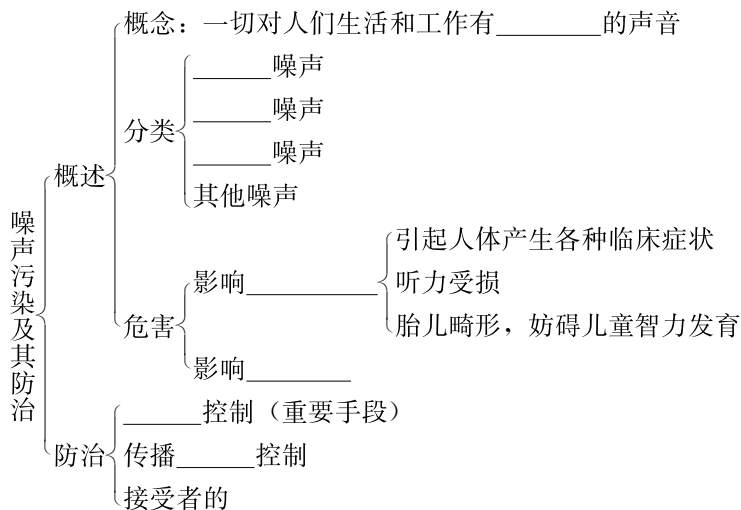 噪声污染及其防治
概述
概念：一切对人们生活和工作有________的声音
分类
______噪声
______噪声
______噪声
其他噪声
危害
影响__________
引起人体产生各种临床症状
听力受损
胎儿畸形，妨碍儿童智力发育
影响________
防治
______控制（重要手段）
传播______控制
接受者的